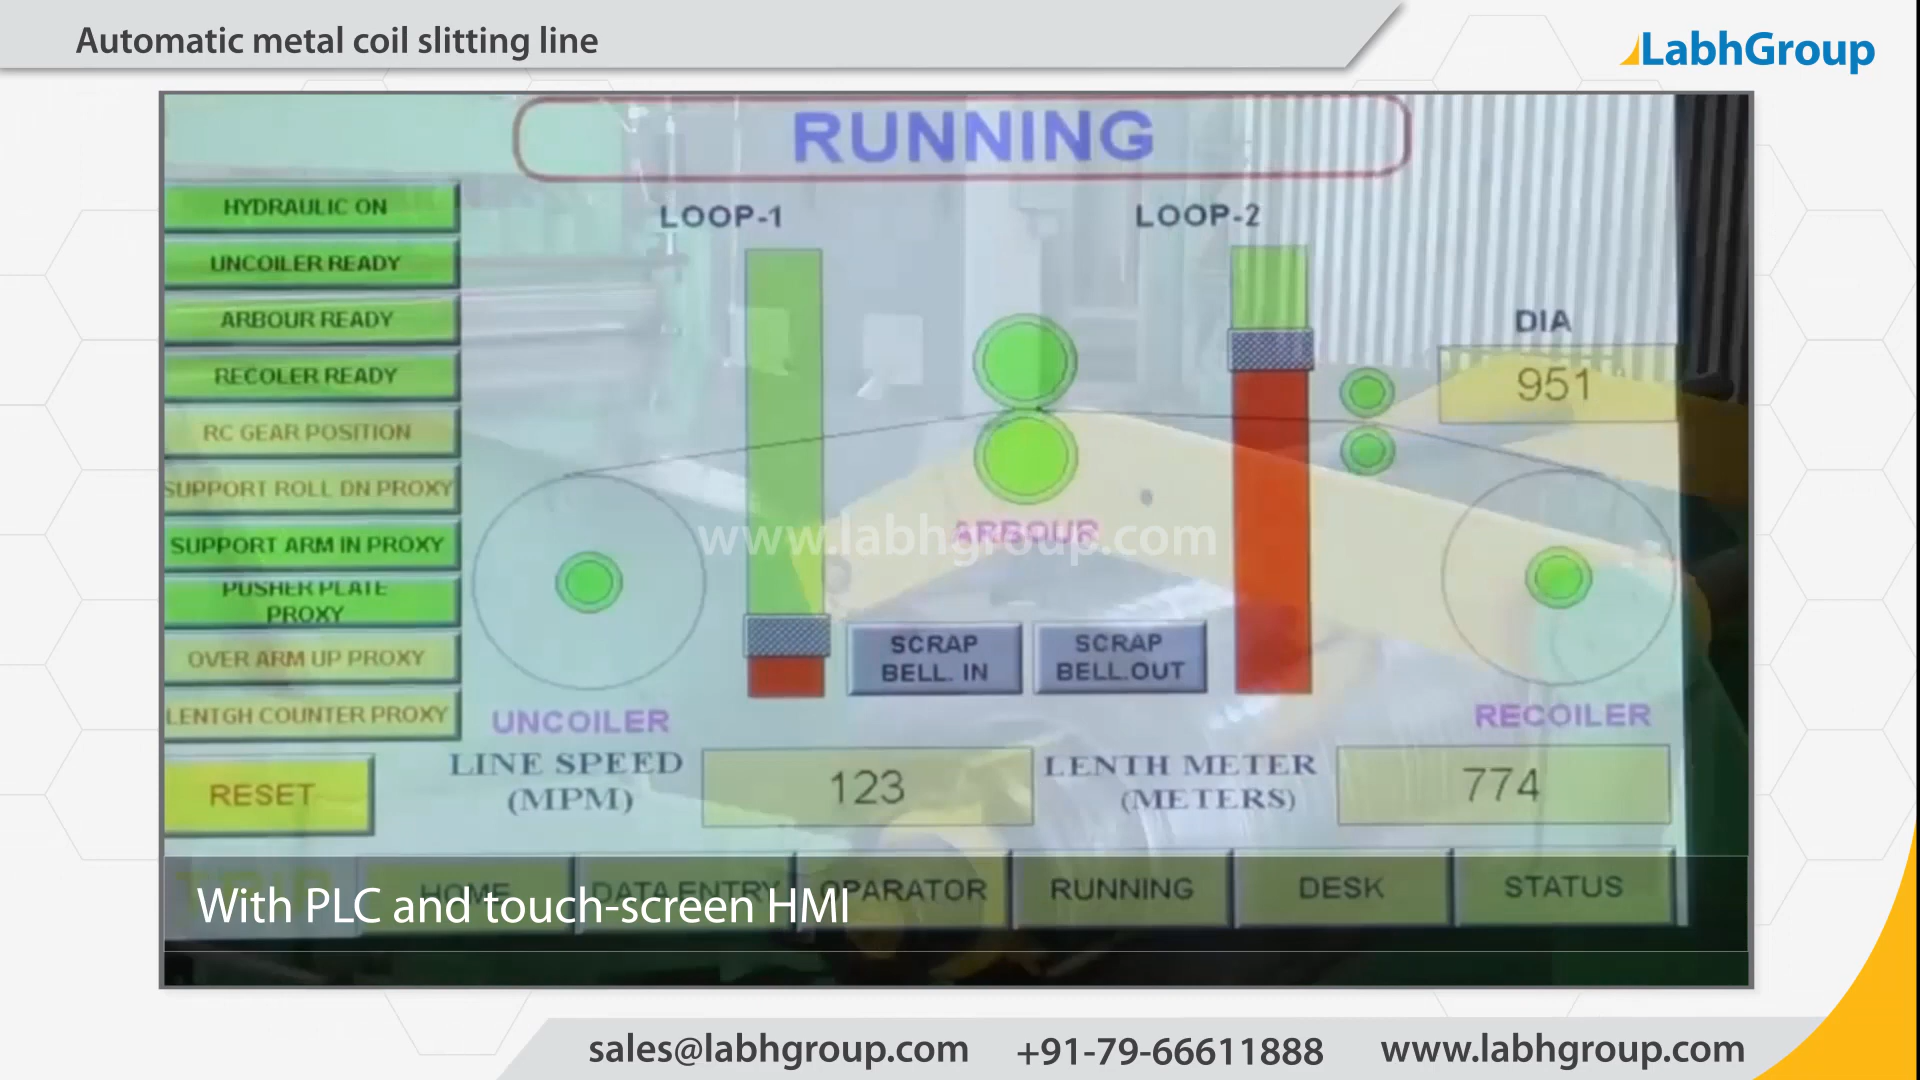 Automatic metal coil slitting line
LabhGroup
RUNNING
HYDRAULIC ON
UNCOILER READY
ARBOUR READY
RECOLER READY
RC GEAR POSITION
SUPPORT ROLL DN PROXY
SUPPORT ARM IN PROXY
PUSHER PLATE
PROXY
OVER ARM UP PROXY
LENTGH COUNTER PROXY
RESET
LOOP-1
LOOP-2
DIA
951
ARBOUR
www.labhgroup.com
SCRAP
BELL. IN
SCRAP
BELL.OUT
UNCOILER
RECOILER
LINE SPEED
(MPM)
123
LENTH METER
(METERS)
774
TRIP
HOME
DATA ENTRY
OPARATOR
RUNNING
DESK
STATUS
With PLC and touch-screen HMI
sales@labhgroup.com
+91-79-66611888
www.labhgroup.com